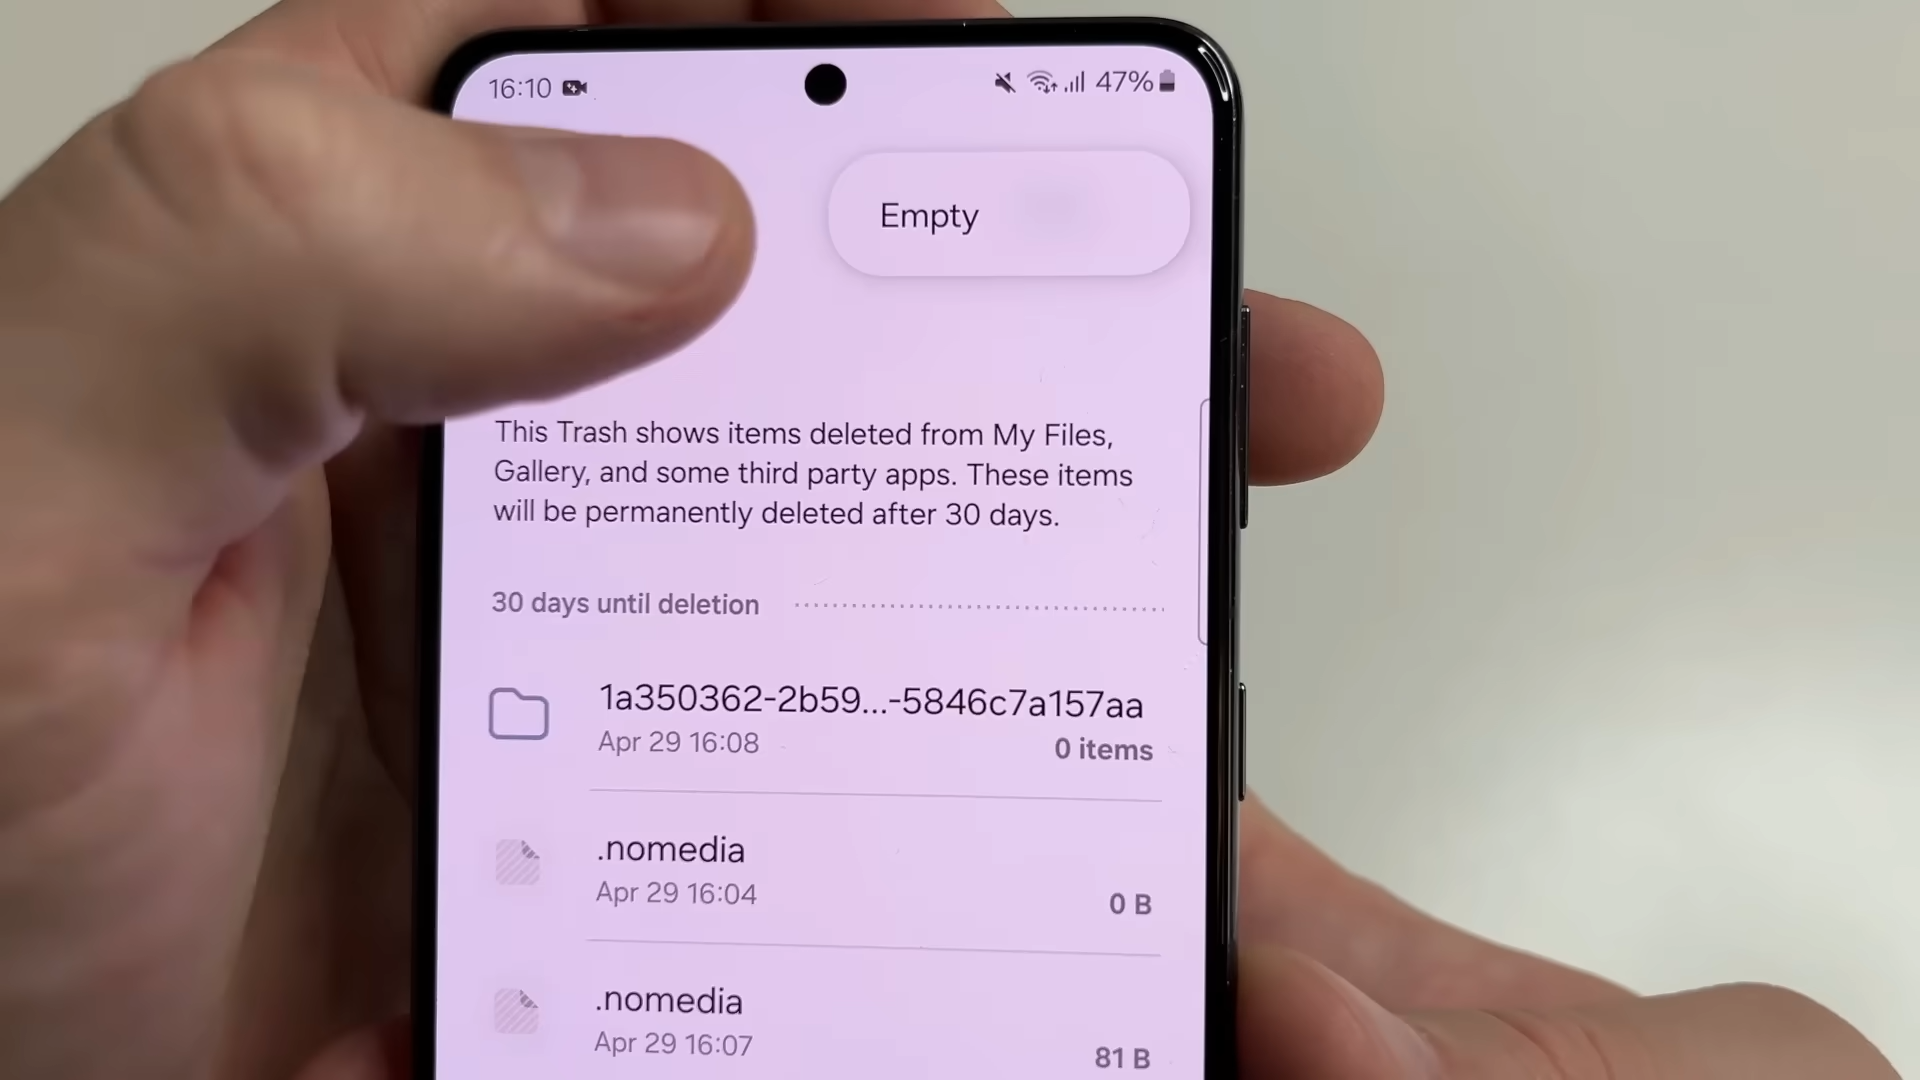 16:10
47%
Empty
This Trash shows items deleted from My Files,
Gallery, and some third party apps. These items
will be permanently deleted after 30 days.
30 days until deletion
1a350362-2b59...-5846c7a157aa
Apr 29 16:08
0 items
.nomedia
Apr 29 16:04
0 B
.nomedia
Apr 29 16:07
81 B